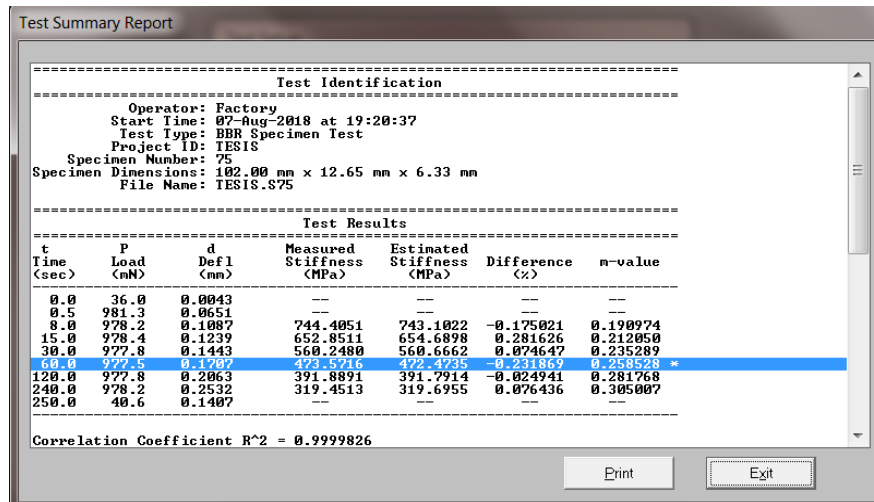 Test Summary Report
================================================================================
Test Identification
================================================================================
Operator: Factory
Start Time: 07-Aug-2018 at 19:20:37
Test Type: BBR Specimen Test
Project ID: TESIS
Specimen Number: 75
Specimen Dimensions: 102.00 mm x 12.65 mm x 6.33 mm
File Name: TESIS.S75
================================================================================
Test Results
================================================================================
t P d Measured Estimated
Time Load Defl Stiffness Stiffness Difference m-value
(sec) (mN) (mm) (MPa) (MPa) (%)
--------------------------------------------------------------------------------
0.0 36.0 0.0043 -- -- -- --
0.5 981.3 0.0651 -- -- -- --
8.0 978.2 0.1087 744.4051 743.1022 -0.175021 0.190974
15.0 978.4 0.1239 652.8511 654.6898 0.281626 0.212050
30.0 977.8 0.1443 560.2480 560.6662 0.074647 0.235289
60.0 977.5 0.1707 473.5716 472.4735 -0.231869 0.258528 *
120.0 977.8 0.2063 391.8891 391.7914 -0.024941 0.281768
240.0 978.2 0.2532 319.4513 319.6955 0.076436 0.305007
250.0 40.6 0.1407 -- -- -- --
--------------------------------------------------------------------------------
Correlation Coefficient R^2 = 0.9999826
Print Exit